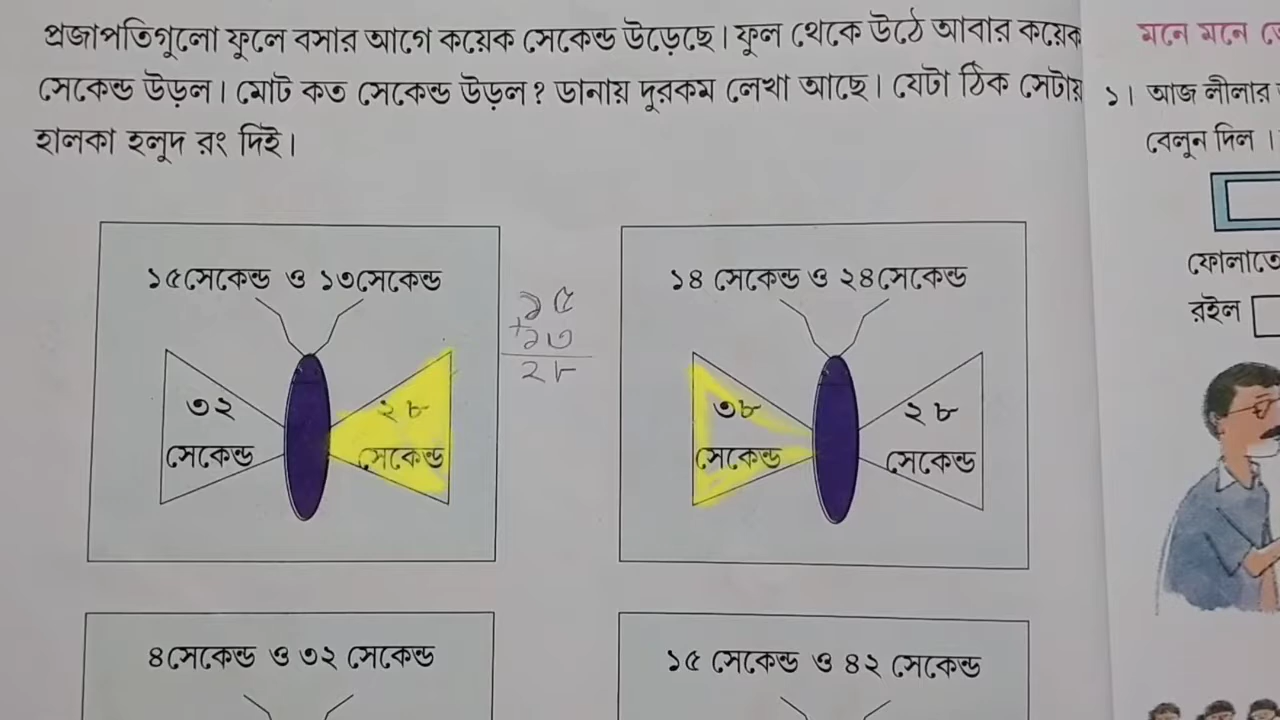 প্রজাপতিগুলো ফুলে বসার আগে কয়েক সেকেন্ড উড়েছে। ফুল থেকে উঠে আবার কয়েক
সেকেন্ড উড়ল। মোট কত সেকেন্ড উড়ল? ডানায় দুরকম লেখা আছে। যেটা ঠিক সেটায়
হালকা হলুদ রং দিই।
১৫সেকেন্ড ও ১৩সেকেন্ড
৩২
সেকেন্ড
২৮
সেকেন্ড
১৫
+১৩
২৮
১৪ সেকেন্ড ও ২৪সেকেন্ড
৩৮
সেকেন্ড
২৮
সেকেন্ড
৪সেকেন্ড ও ৩২ সেকেন্ড
১৫ সেকেন্ড ও ৪২ সেকেন্ড
মনে মনে
১। আজ লীলার
বেলুন দিল।
ফোলাতে
রইল